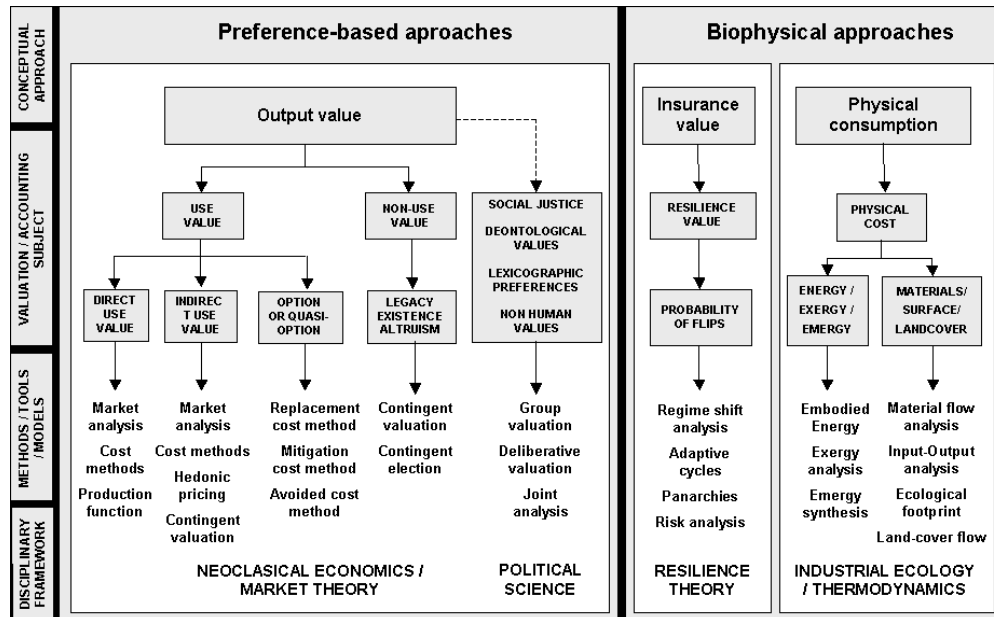 Preference-based aproaches
Biophysical approaches
CONCEPTUAL
APPROACH
Output value
Insurance
value
Physical
consumption
VALUATION / ACCOUNTING
SUBJECT
USE
VALUE
NON-USE
VALUE
SOCIAL JUSTICE
DEONTOLOGICAL
VALUES
LEXICOGRAPHIC
PREFERENCES
NON HUMAN
VALUES
RESILIENCE
VALUE
PHYSICAL
COST
DIRECT
USE
VALUE
INDIREC
T USE
VALUE
OPTION
OR QUASI-
OPTION
LEGACY
EXISTENCE
ALTRUISM
PROBABILITY
OF FLIPS
ENERGY /
EXERGY /
EMERGY
MATERIALS/
SURFACE/
LANDCOVER
METHODS / TOOLS
/ MODELS
Market
analysis
Cost
methods
Production
function
Market
analysis
Cost methods
Hedonic
pricing
Contingent
valuation
Replacement
cost method
Mitigation
cost method
Avoided cost
method
Contingent
valuation
Contingent
election
Group
valuation
Deliberative
valuation
Joint
analysis
Regime shift
analysis
Adaptive
cycles
Panarchies
Risk analysis
Embodied
Energy
Exergy
analysis
Emergy
synthesis
Material flow
analysis
Input-Output
analysis
Ecological
footprint
Land-cover flow
DISCIPLINARY
FRAMEWORK
NEOCLASICAL ECONOMICS /
MARKET THEORY
POLITICAL
SCIENCE
RESILIENCE
THEORY
INDUSTRIAL ECOLOGY
/ THERMODYNAMICS